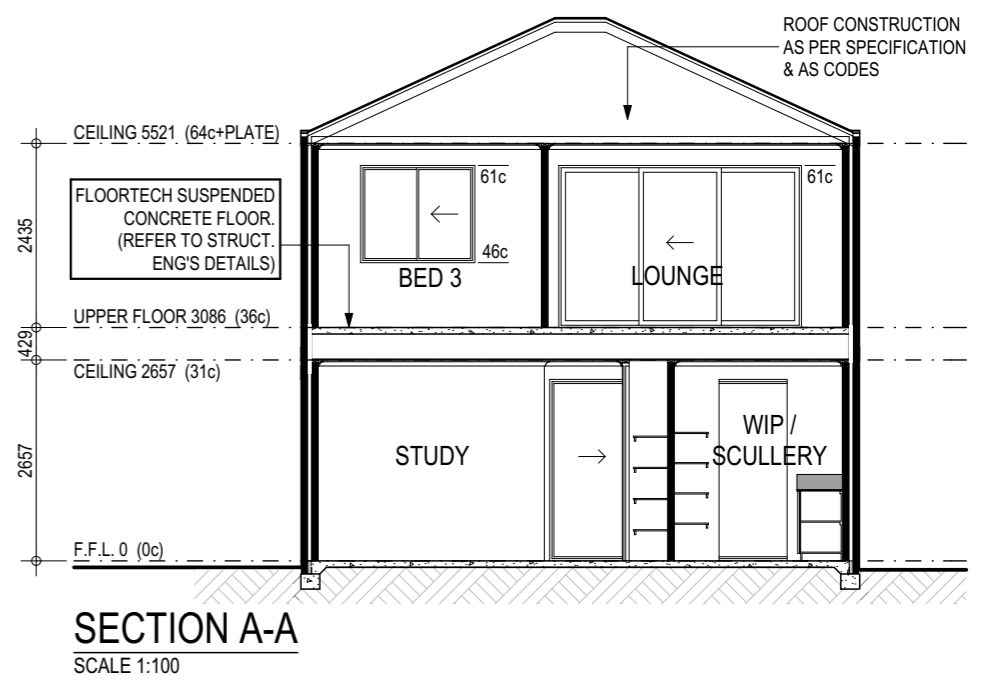 ROOF CONSTRUCTION
AS PER SPECIFICATION
& AS CODES
CEILING 5521 (64c+PLATE)
FLOORTECH SUSPENDED
CONCRETE FLOOR.
(REFER TO STRUCT.
ENG'S DETAILS)
61c
46c
BED 3
61c
LOUNGE
2435
UPPER FLOOR 3086 (36c)
429
CEILING 2657 (31c)
2657
STUDY
WIP /
SCULLERY
F.F.L. 0 (0c)
SECTION A-A
SCALE 1:100